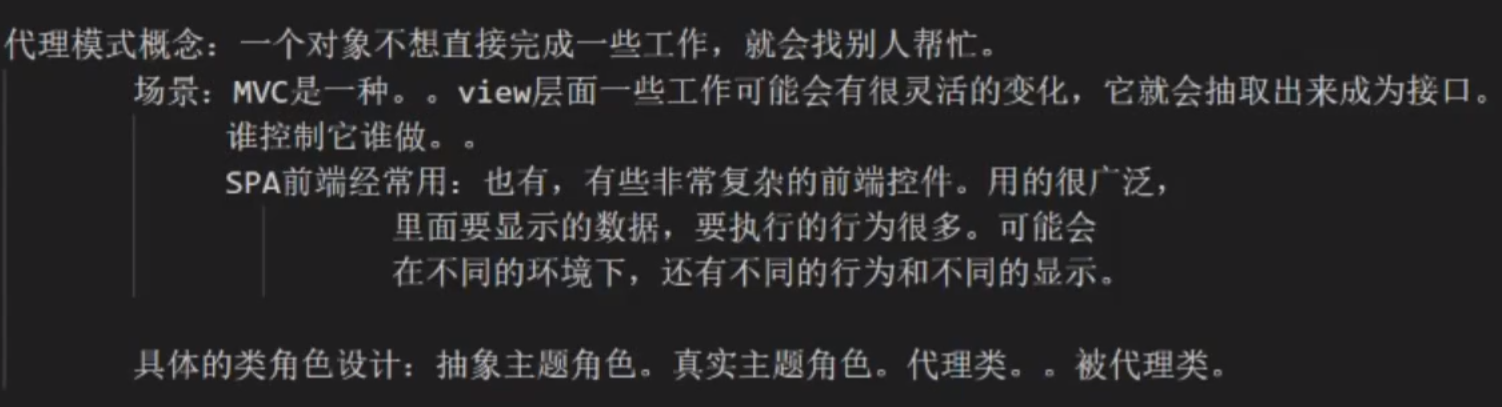 代理模式概念：一个对象不想直接完成一些工作，就会找别人帮忙。
场景：MVC是一种。。view层面一些工作可能会有很灵活的变化，它就会抽取出来成为接口。
谁控制它谁做。。
SPA前端经常用：也有，有些非常复杂的前端控件。用的很广泛，
里面要显示的数据，要执行的行为很多。可能会
在不同的环境下，还有不同的行为和不同的显示。
具体的类角色设计：抽象主题角色。真实主题角色。代理类。。被代理类。